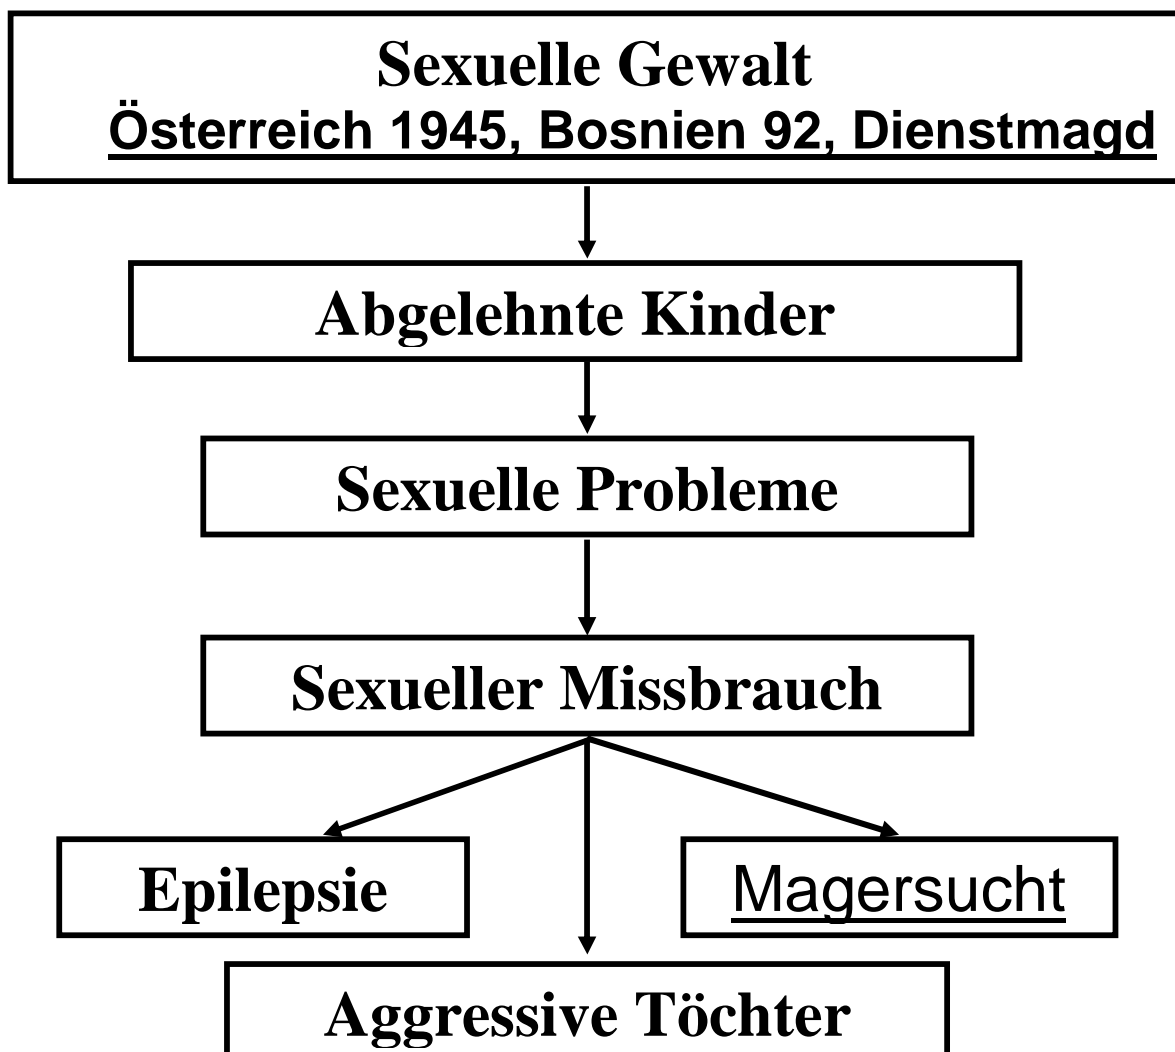 Sexuelle Gewalt
Österreich 1945, Bosnien 92, Dienstmagd
Abgelehnte Kinder
Sexuelle Probleme
Sexueller Missbrauch
Epilepsie
Magersucht
Aggressive Töchter